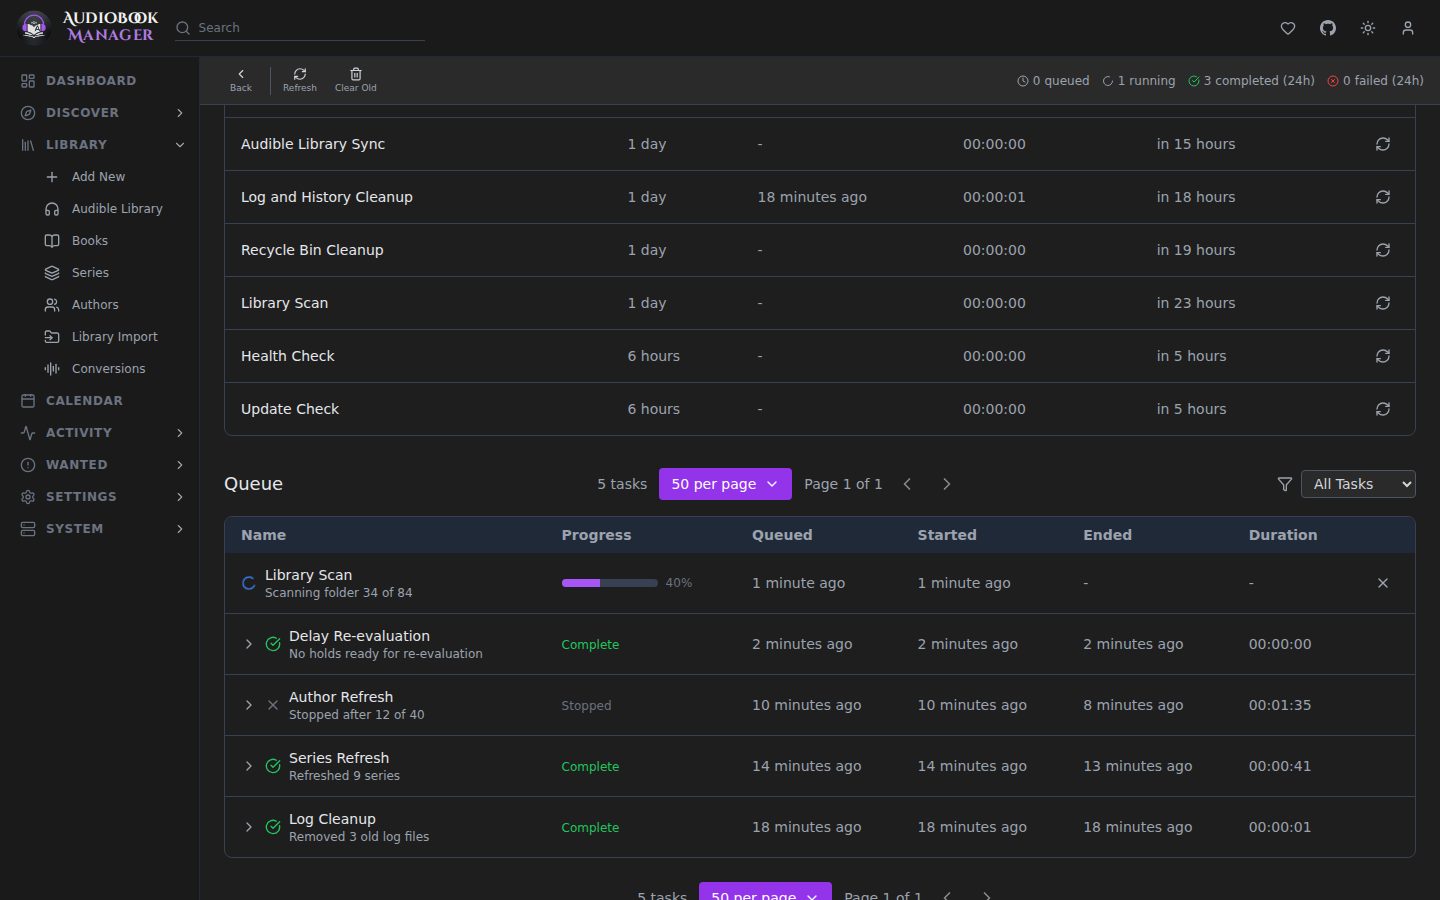 AUDIOBOOK
MANAGER
Search
Back
Refresh
Clear Old
0 queued
1 running
3 completed (24h)
0 failed (24h)
DASHBOARD
DISCOVER
LIBRARY
Add New
Audible Library
Books
Series
Authors
Library Import
Conversions
CALENDAR
ACTIVITY
WANTED
SETTINGS
SYSTEM
Audible Library Sync 1 day - 00:00:00 in 15 hours
Log and History Cleanup 1 day 18 minutes ago 00:00:01 in 18 hours
Recycle Bin Cleanup 1 day - 00:00:00 in 19 hours
Library Scan 1 day - 00:00:00 in 23 hours
Health Check 6 hours - 00:00:00 in 5 hours
Update Check 6 hours - 00:00:00 in 5 hours
Queue 5 tasks 50 per page Page 1 of 1 All Tasks
Name Progress Queued Started Ended Duration
Library Scan
Scanning folder 34 of 84
40% 1 minute ago 1 minute ago - -
Delay Re-evaluation
No holds ready for re-evaluation
Complete 2 minutes ago 2 minutes ago 2 minutes ago 00:00:00
Author Refresh
Stopped after 12 of 40
Stopped 10 minutes ago 10 minutes ago 8 minutes ago 00:01:35
Series Refresh
Refreshed 9 series
Complete 14 minutes ago 14 minutes ago 13 minutes ago 00:00:41
Log Cleanup
Removed 3 old log files
Complete 18 minutes ago 18 minutes ago 18 minutes ago 00:00:01
5 tasks 50 per page Page 1 of 1